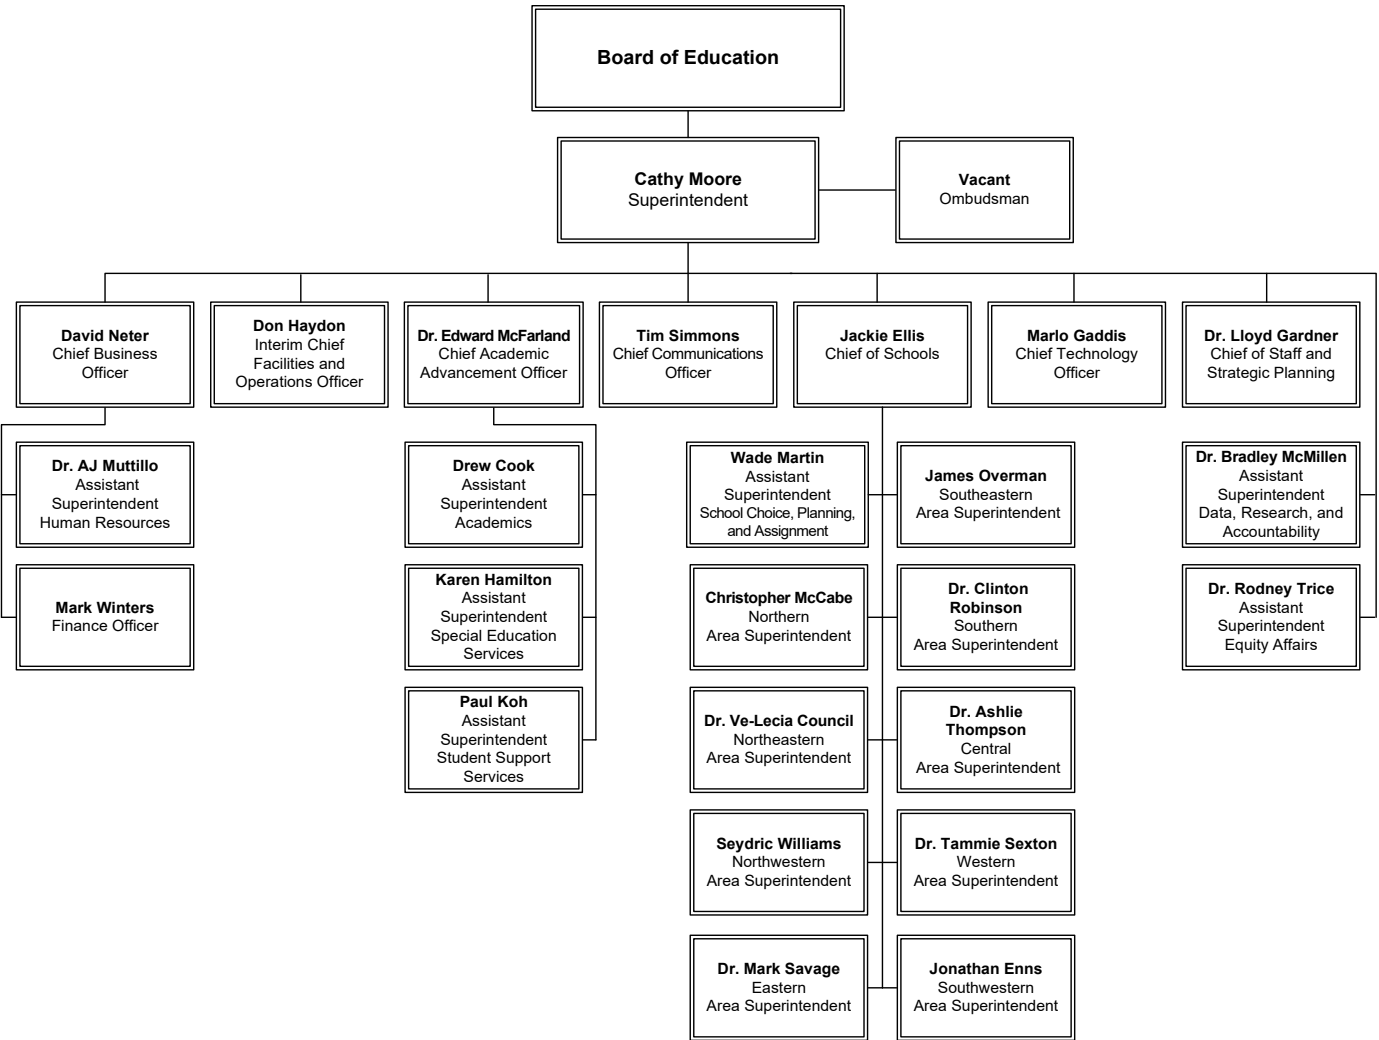 Board of Education
Cathy Moore
Superintendent
Vacant
Ombudsman
David Neter
Chief Business
Officer
Don Haydon
Interim Chief
Facilities and
Operations Officer
Dr. Edward McFarland
Chief Academic
Advancement Officer
Tim Simmons
Chief Communications
Officer
Jackie Ellis
Chief of Schools
Marlo Gaddis
Chief Technology
Officer
Dr. Lloyd Gardner
Chief of Staff and
Strategic Planning
Dr. AJ Muttillo
Assistant
Superintendent
Human Resources
Drew Cook
Assistant
Superintendent
Academics
Wade Martin
Assistant
Superintendent
School Choice, Planning,
and Assignment
James Overman
Southeastern
Area Superintendent
Dr. Bradley McMillen
Assistant
Superintendent
Data, Research, and
Accountability
Mark Winters
Finance Officer
Karen Hamilton
Assistant
Superintendent
Special Education
Services
Christopher McCabe
Northern
Area Superintendent
Dr. Clinton
Robinson
Southern
Area Superintendent
Dr. Rodney Trice
Assistant
Superintendent
Equity Affairs
Paul Koh
Assistant
Superintendent
Student Support
Services
Dr. Ve-Lecia Council
Northeastern
Area Superintendent
Dr. Ashlie
Thompson
Central
Area Superintendent
Seydric Williams
Northwestern
Area Superintendent
Dr. Tammie Sexton
Western
Area Superintendent
Dr. Mark Savage
Eastern
Area Superintendent
Jonathan Enns
Southwestern
Area Superintendent